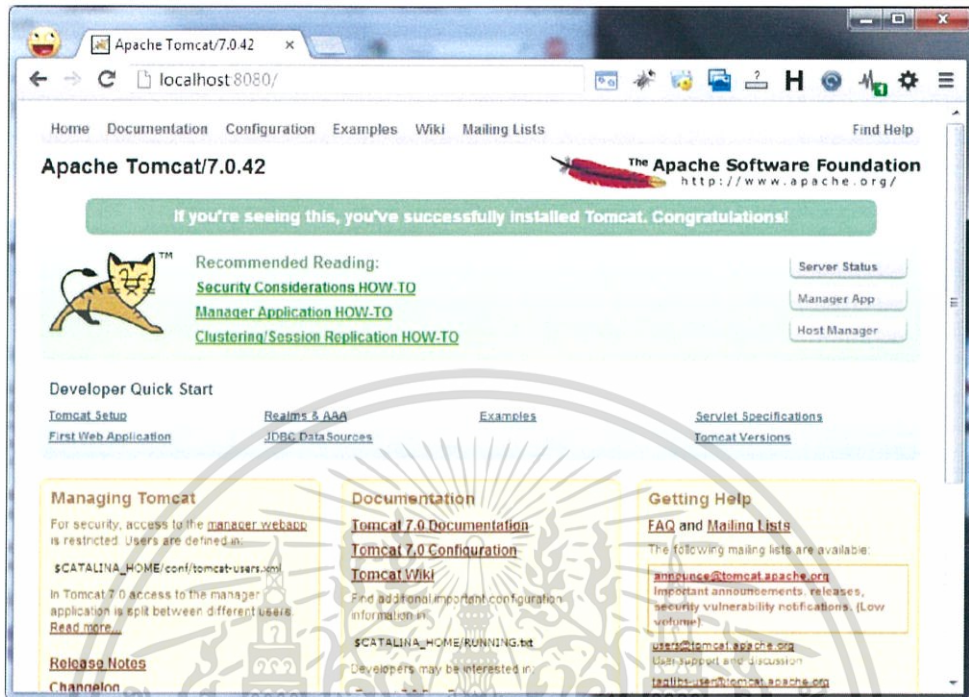 Apache Tomcat/7.0.42
localhost:8080/
Home Documentation Configuration Examples Wiki Mailing Lists Find Help
Apache Tomcat/7.0.42
The Apache Software Foundation
http://www.apache.org/
If you're seeing this, you've successfully installed Tomcat. Congratulations!
TM
Recommended Reading:
Security Considerations HOW-TO
Manager Application HOW-TO
Clustering/Session Replication HOW-TO
Server Status
Manager App
Host Manager
Developer Quick Start
Tomcat Setup Realms & AAA Examples Servlet Specifications
First Web Application JDBC DataSources Tomcat Versions
Managing Tomcat
For security, access to the manager webapp
is restricted. Users are defined in:
$CATALINA_HOME/conf/tomcat-users.xml
In Tomcat 7.0 access to the manager
application is split between different users.
Read more...
Release Notes
Changelog
Documentation
Tomcat 7.0 Documentation
Tomcat 7.0 Configuration
Tomcat Wiki
Find additional important configuration
information in:
$CATALINA_HOME/RUNNING.txt
Developers may be interested in:
Getting Help
FAQ and Mailing Lists
The following mailing lists are available:
announce@tomcat.apache.org
Important announcements, releases,
security vulnerability notifications. (Low
volume).
users@tomcat.apache.org
User support and discussion
taglibs-user@tomcat.apache.org